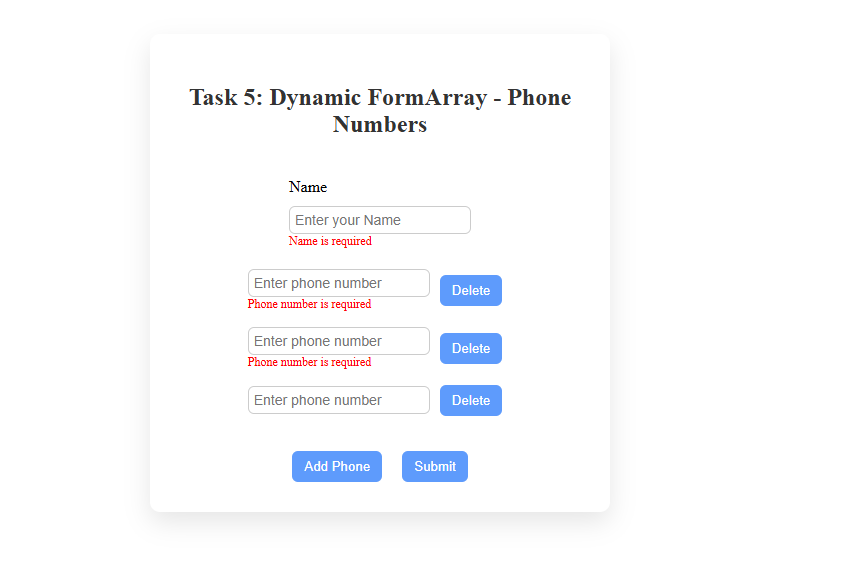 Task 5: Dynamic FormArray - Phone
Numbers
Name
Enter your Name
Name is required
Enter phone number
Delete
Phone number is required
Enter phone number
Delete
Phone number is required
Enter phone number
Delete
Add Phone
Submit